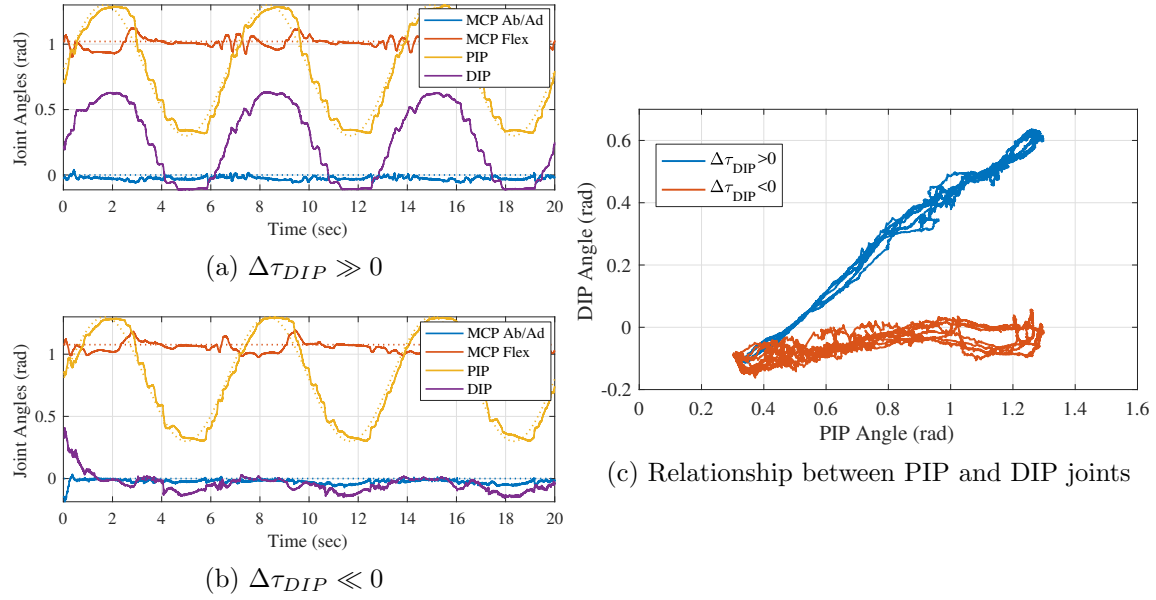 MCP Ab/Ad
MCP Flex
PIP
DIP
1
0.5
0
Joint Angles (rad)
0 2 4 6 8 10 12 14 16 18 20
Time (sec)
(a) Δτ_DIP ≫ 0
MCP Ab/Ad
MCP Flex
PIP
DIP
1
0.5
0
Joint Angles (rad)
0 2 4 6 8 10 12 14 16 18 20
Time (sec)
(b) Δτ_DIP ≪ 0
Δτ_DIP>0
Δτ_DIP<0
0.6
0.4
0.2
0
-0.2
DIP Angle (rad)
0 0.2 0.4 0.6 0.8 1 1.2 1.4 1.6
PIP Angle (rad)
(c) Relationship between PIP and DIP joints